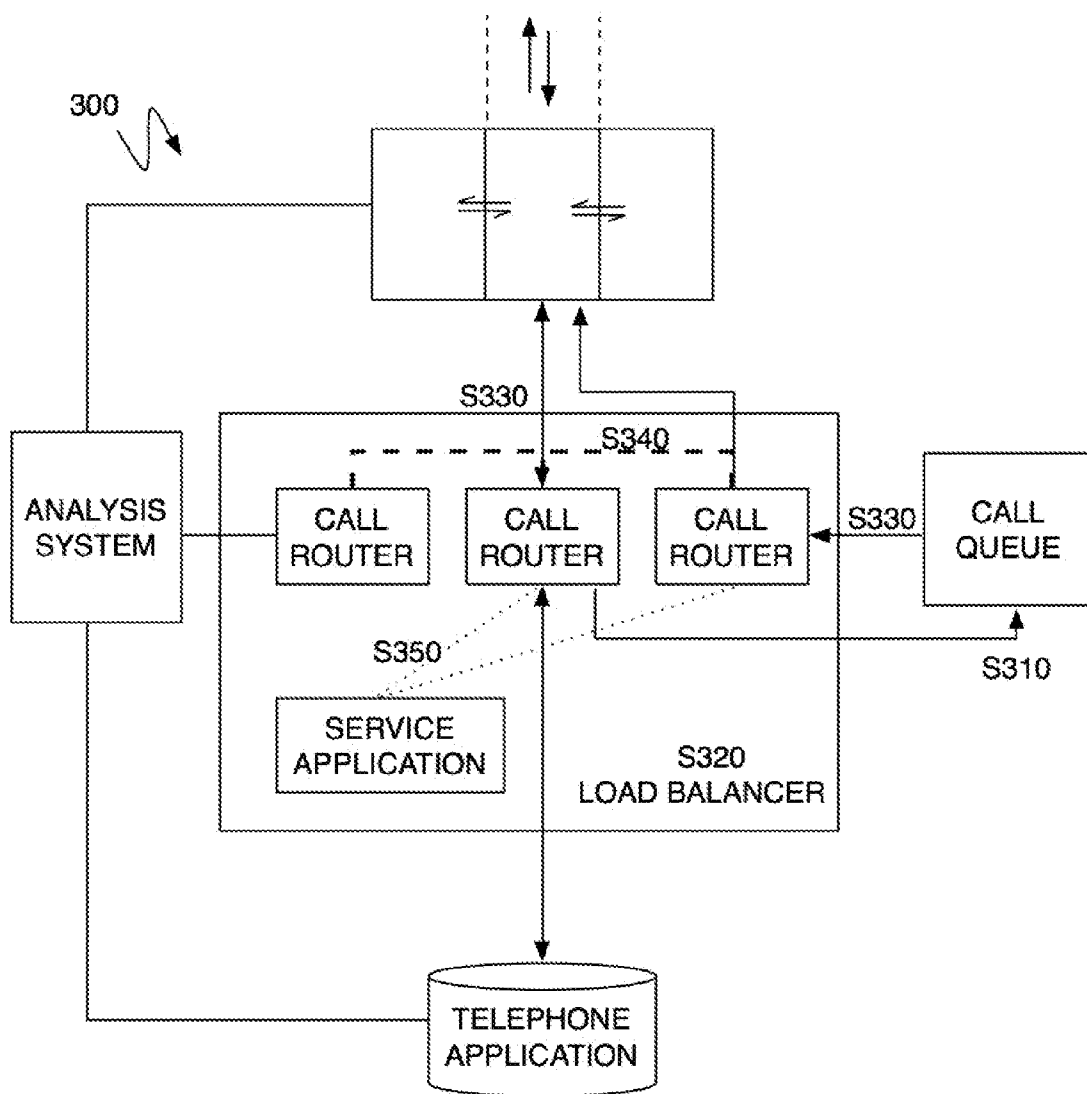 300
S330
S340
ANALYSIS
SYSTEM
CALL
ROUTER
CALL
ROUTER
CALL
ROUTER
S330
CALL
QUEUE
S350
S310
SERVICE
APPLICATION
S320
LOAD BALANCER
TELEPHONE
APPLICATION